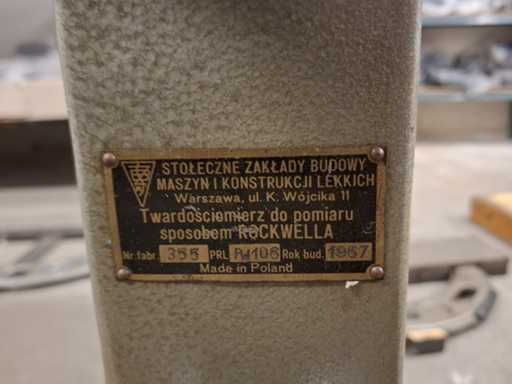 STOŁECZNE ZAKŁADY BUDOWY
MASZYN I KONSTRUKCJI LEKKICH
Warszawa, ul. K. Wójcika 11
Twardościomierz do pomiaru
sposobem ROCKWELLA
Nr. fabr. 355 PRL PJ106 Rok bud. 1957
Made in Poland